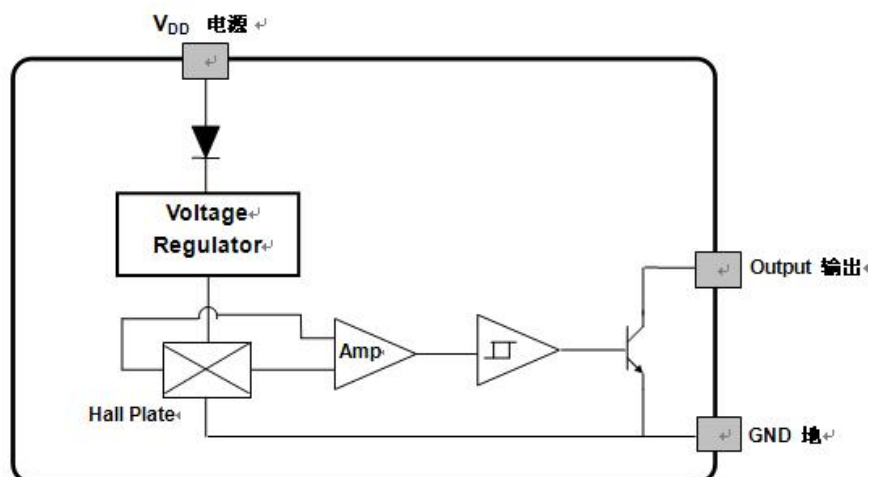 VDD 电源 ↵
↵
Voltage↵
Regulator↵
↵
Output 输出↵
Amp↵
Hall Plate↵
↵
GND 地↵